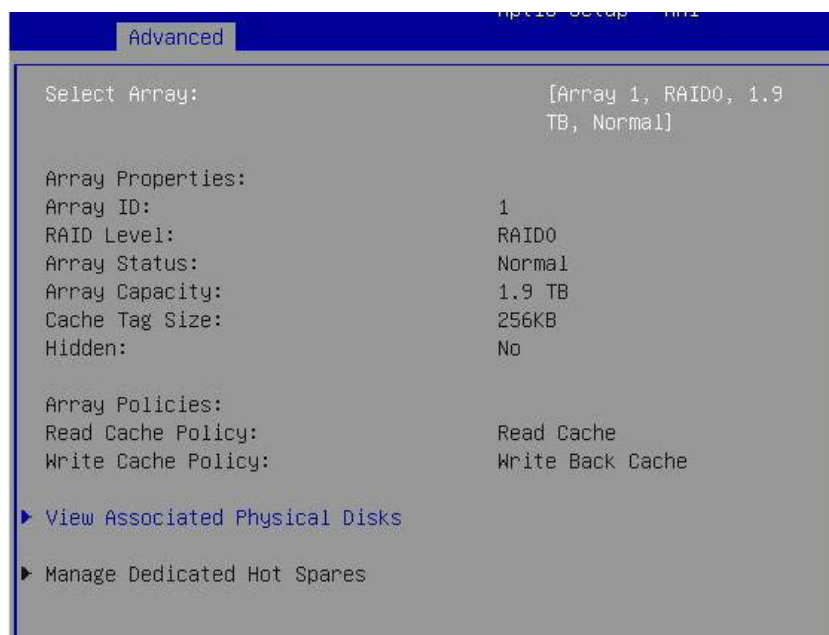 Advanced
Select Array: [Array 1, RAID0, 1.9
TB, Normal]
Array Properties:
Array ID: 1
RAID Level: RAID0
Array Status: Normal
Array Capacity: 1.9 TB
Cache Tag Size: 256KB
Hidden: No
Array Policies:
Read Cache Policy: Read Cache
Write Cache Policy: Write Back Cache
View Associated Physical Disks
Manage Dedicated Hot Spares